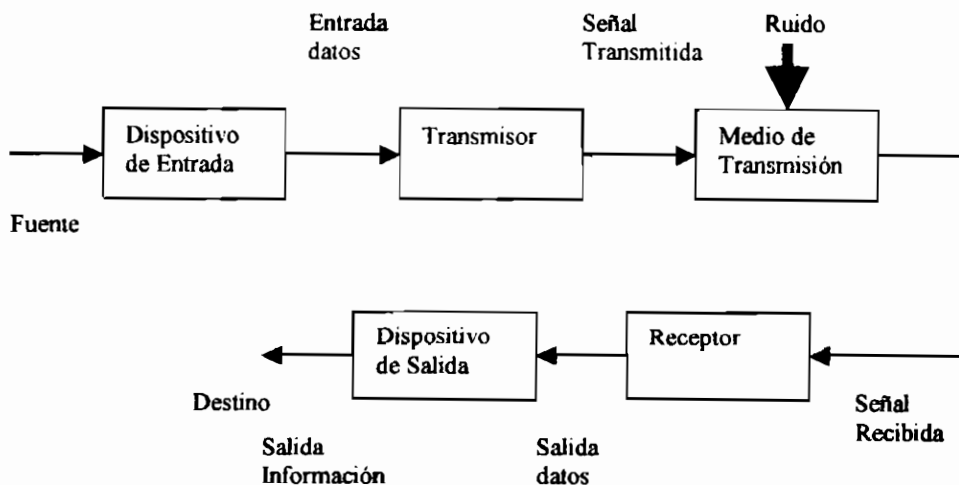 Entrada
datos
Señal
Transmitida
Ruido
Dispositivo
de Entrada
Transmisor
Medio de
Transmisión
Fuente
Dispositivo
de Salida
Receptor
Destino
Señal
Recibida
Salida
Información
Salida
datos